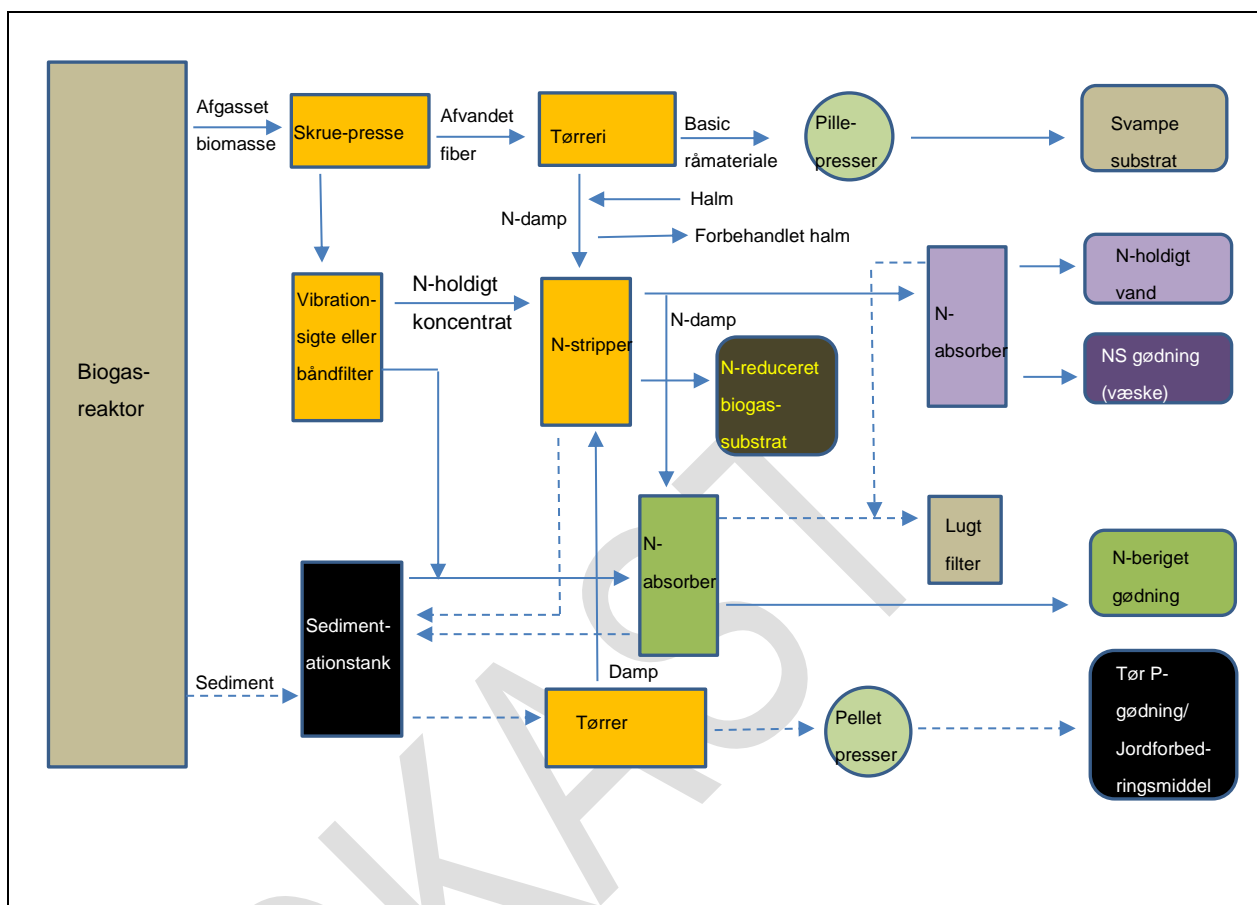 Biogas-
reaktor
Afgasset
biomasse
Skrue-presse
Afvandet
fiber
Tørreri
Basic
råmateriale
Pille-
presser
Svampe
substrat
N-damp
Halm
Forbehandlet halm
Vibration-
sigte eller
båndfilter
N-holdigt
koncentrat
N-stripper
N-damp
N-reduceret
biogas-
substrat
N-
absorber
N-holdigt
vand
NS gødning
(væske)
N-
absorber
Lugt
filter
N-beriget
gødning
Sediment-
ationstank
Sediment
Damp
Tørrer
Pellet
presser
Tør P-
gødning/
Jordforbed-
ringsmiddel
KAST